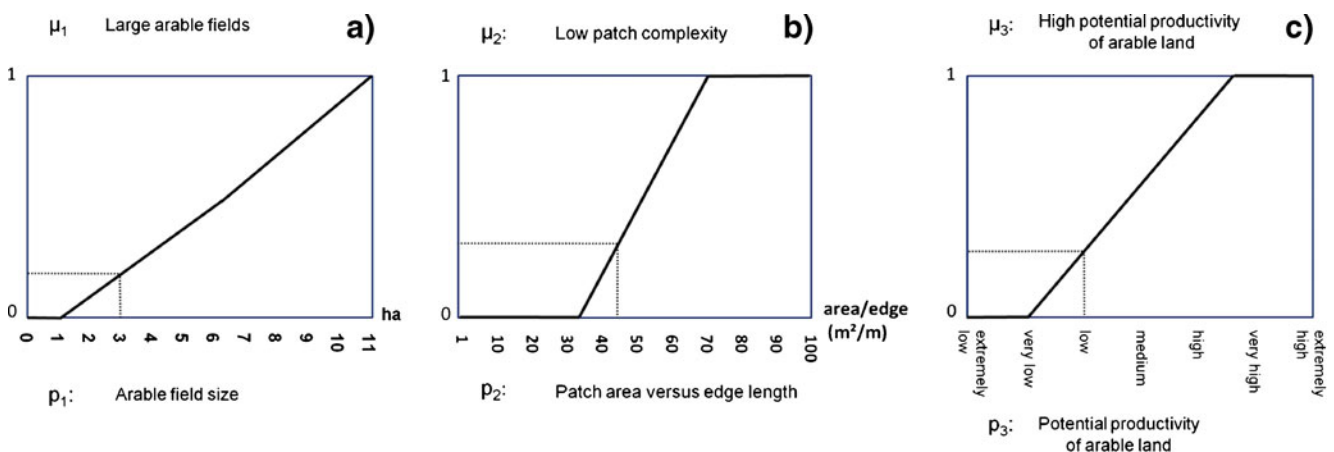 μ1 Large arable fields a)
1
0
0 1 2 3 4 5 6 7 8 9 10 11
ha
p1: Arable field size
μ2: Low patch complexity b)
1
0
1 10 20 30 40 50 60 70 80 90 100
area/edge
(m²/m)
p2: Patch area versus edge length
μ3: High potential productivity
of arable land
c)
1
0
extremely
low
very low
low
medium
high
very high
extremely
high
p3: Potential productivity
of arable land